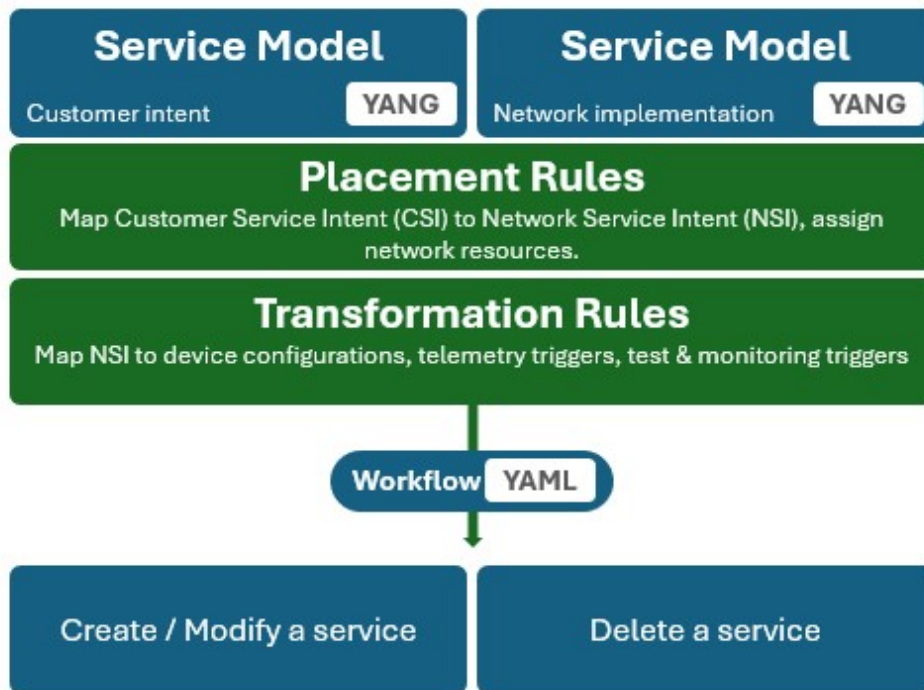 Service Model
Customer intent
YANG
Service Model
Network implementation
YANG
Placement Rules
Map Customer Service Intent (CSI) to Network Service Intent (NSI), assign
network resources.
Transformation Rules
Map NSI to device configurations, telemetry triggers, test & monitoring triggers
Workflow YAML
Create / Modify a service
Delete a service